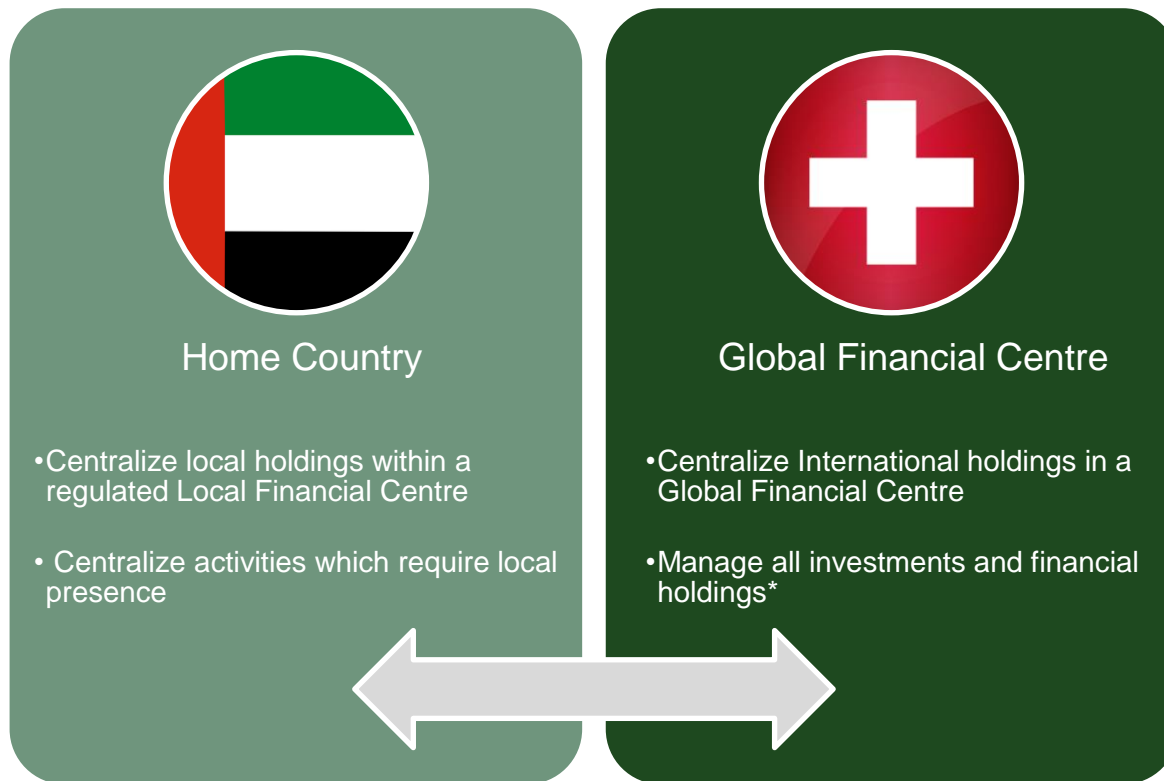 Home Country
•Centralize local holdings within a
regulated Local Financial Centre
• Centralize activities which require local
presence
Global Financial Centre
•Centralize International holdings in a
Global Financial Centre
•Manage all investments and financial
holdings*